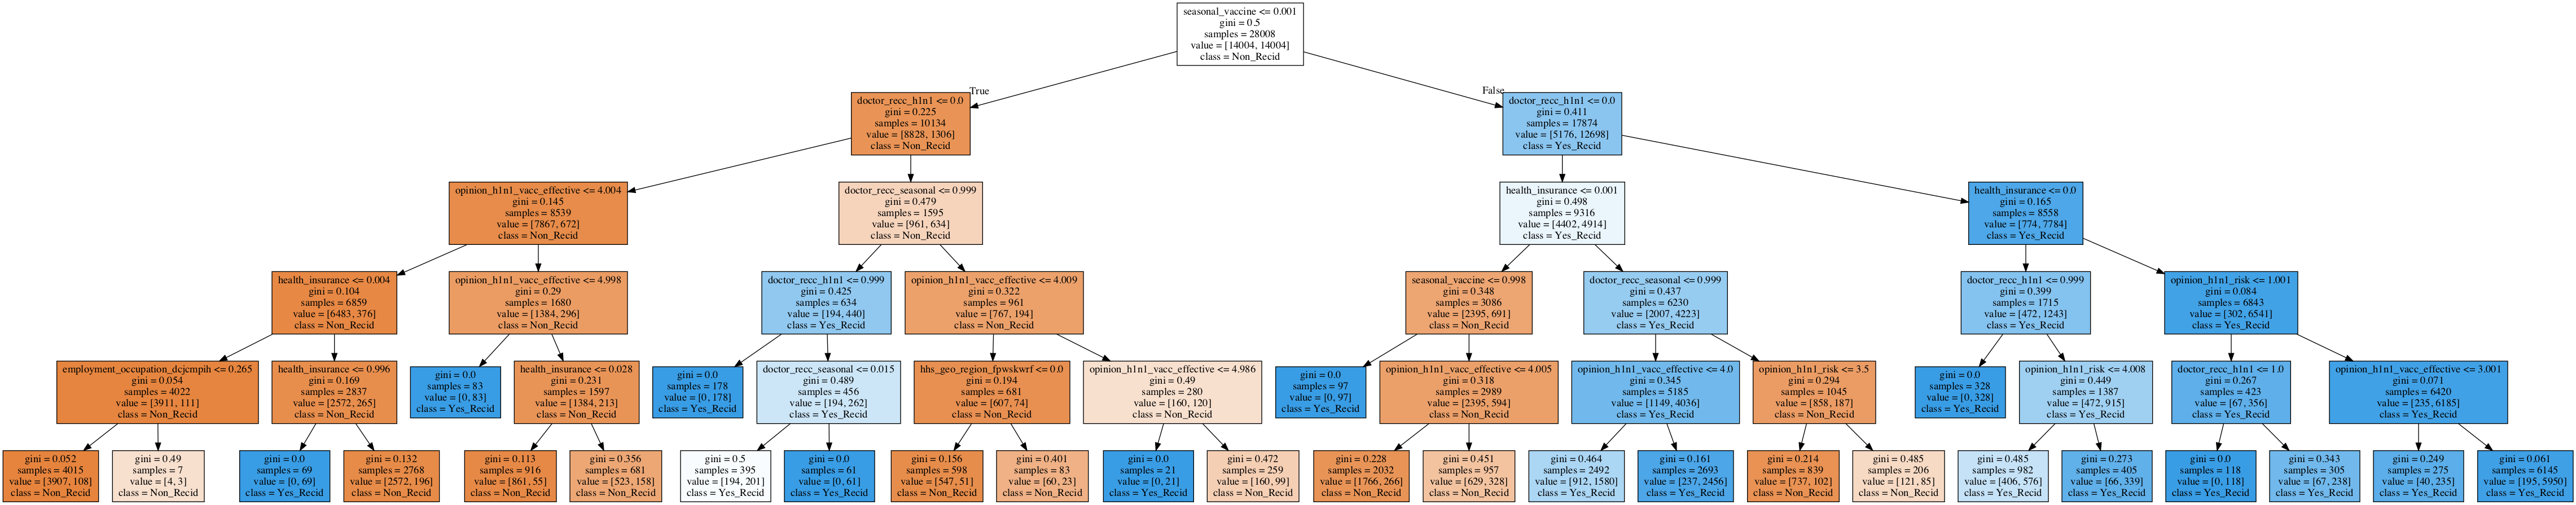 seasonal_vaccine <= 0.001
gini = 0.5
samples = 28008
value = [14004, 14004]
class = Non_Recid
True
False
doctor_recc_h1n1 <= 0.0
gini = 0.225
samples = 10134
value = [8828, 1306]
class = Non_Recid
doctor_recc_h1n1 <= 0.0
gini = 0.411
samples = 17874
value = [5176, 12698]
class = Yes_Recid
opinion_h1n1_vacc_effective <= 4.004
gini = 0.145
samples = 8539
value = [7867, 672]
class = Non_Recid
doctor_recc_seasonal <= 0.999
gini = 0.479
samples = 1595
value = [961, 634]
class = Non_Recid
health_insurance <= 0.001
gini = 0.498
samples = 9316
value = [4402, 4914]
class = Yes_Recid
health_insurance <= 0.0
gini = 0.165
samples = 8558
value = [774, 7784]
class = Yes_Recid
health_insurance <= 0.004
gini = 0.104
samples = 6859
value = [6483, 376]
class = Non_Recid
opinion_h1n1_vacc_effective <= 4.998
gini = 0.29
samples = 1680
value = [1384, 296]
class = Non_Recid
doctor_recc_h1n1 <= 0.999
gini = 0.425
samples = 634
value = [194, 440]
class = Yes_Recid
opinion_h1n1_vacc_effective <= 4.009
gini = 0.322
samples = 961
value = [767, 194]
class = Non_Recid
seasonal_vaccine <= 0.998
gini = 0.348
samples = 3086
value = [2395, 691]
class = Non_Recid
doctor_recc_seasonal <= 0.999
gini = 0.437
samples = 6230
value = [2007, 4223]
class = Yes_Recid
doctor_recc_h1n1 <= 0.999
gini = 0.399
samples = 1715
value = [472, 1243]
class = Yes_Recid
opinion_h1n1_risk <= 1.001
gini = 0.084
samples = 6843
value = [302, 6541]
class = Yes_Recid
employment_occupation_dcjcmpih <= 0.265
gini = 0.054
samples = 4022
value = [3911, 111]
class = Non_Recid
health_insurance <= 0.996
gini = 0.169
samples = 2837
value = [2572, 265]
class = Non_Recid
gini = 0.0
samples = 83
value = [0, 83]
class = Yes_Recid
health_insurance <= 0.028
gini = 0.231
samples = 1597
value = [1384, 213]
class = Non_Recid
gini = 0.0
samples = 178
value = [0, 178]
class = Yes_Recid
doctor_recc_seasonal <= 0.015
gini = 0.489
samples = 456
value = [194, 262]
class = Yes_Recid
hhs_geo_region_fpwskwrf <= 0.0
gini = 0.194
samples = 681
value = [607, 74]
class = Non_Recid
opinion_h1n1_vacc_effective <= 4.986
gini = 0.49
samples = 280
value = [160, 120]
class = Non_Recid
gini = 0.0
samples = 97
value = [0, 97]
class = Yes_Recid
opinion_h1n1_vacc_effective <= 4.005
gini = 0.318
samples = 2989
value = [2395, 594]
class = Non_Recid
opinion_h1n1_vacc_effective <= 4.0
gini = 0.345
samples = 5185
value = [1149, 4036]
class = Yes_Recid
opinion_h1n1_risk <= 3.5
gini = 0.294
samples = 1045
value = [858, 187]
class = Non_Recid
gini = 0.0
samples = 328
value = [0, 328]
class = Yes_Recid
opinion_h1n1_risk <= 4.008
gini = 0.449
samples = 1387
value = [472, 915]
class = Yes_Recid
doctor_recc_h1n1 <= 1.0
gini = 0.267
samples = 423
value = [67, 356]
class = Yes_Recid
opinion_h1n1_vacc_effective <= 3.001
gini = 0.071
samples = 6420
value = [235, 6185]
class = Yes_Recid
gini = 0.052
samples = 4015
value = [3907, 108]
class = Non_Recid
gini = 0.49
samples = 7
value = [4, 3]
class = Non_Recid
gini = 0.0
samples = 69
value = [0, 69]
class = Yes_Recid
gini = 0.132
samples = 2768
value = [2572, 196]
class = Non_Recid
gini = 0.113
samples = 916
value = [861, 55]
class = Non_Recid
gini = 0.356
samples = 681
value = [523, 158]
class = Non_Recid
gini = 0.5
samples = 395
value = [194, 201]
class = Yes_Recid
gini = 0.0
samples = 61
value = [0, 61]
class = Yes_Recid
gini = 0.156
samples = 598
value = [547, 51]
class = Non_Recid
gini = 0.401
samples = 83
value = [60, 23]
class = Non_Recid
gini = 0.0
samples = 21
value = [0, 21]
class = Yes_Recid
gini = 0.472
samples = 259
value = [160, 99]
class = Non_Recid
gini = 0.228
samples = 2032
value = [1766, 266]
class = Non_Recid
gini = 0.451
samples = 957
value = [629, 328]
class = Non_Recid
gini = 0.464
samples = 2492
value = [912, 1580]
class = Yes_Recid
gini = 0.161
samples = 2693
value = [237, 2456]
class = Yes_Recid
gini = 0.214
samples = 839
value = [737, 102]
class = Non_Recid
gini = 0.485
samples = 206
value = [121, 85]
class = Non_Recid
gini = 0.485
samples = 982
value = [406, 576]
class = Yes_Recid
gini = 0.273
samples = 405
value = [66, 339]
class = Yes_Recid
gini = 0.0
samples = 118
value = [0, 118]
class = Yes_Recid
gini = 0.343
samples = 305
value = [67, 238]
class = Yes_Recid
gini = 0.249
samples = 275
value = [40, 235]
class = Yes_Recid
gini = 0.061
samples = 6145
value = [195, 5950]
class = Yes_Recid